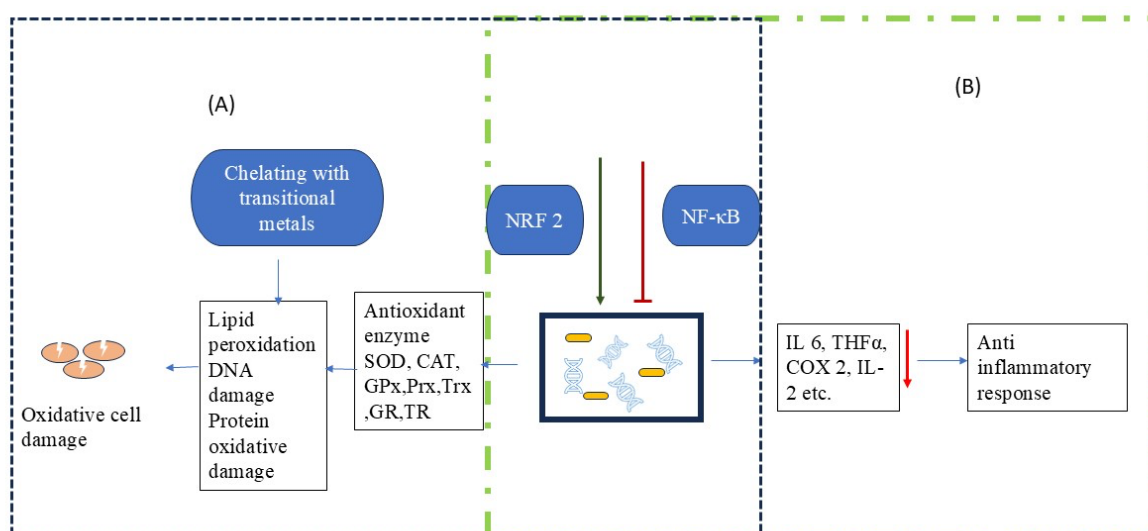 (A)
(B)
Chelating with
transitional
metals
NRF 2
NF-κB
Lipid
peroxidation
DNA
damage
Protein
oxidative
damage
Antioxidant
enzyme
SOD, CAT,
GPx,Prx,Trx
,GR,TR
Oxidative cell
damage
IL 6, THFα,
COX 2, IL-
2 etc.
Anti
inflammatory
response